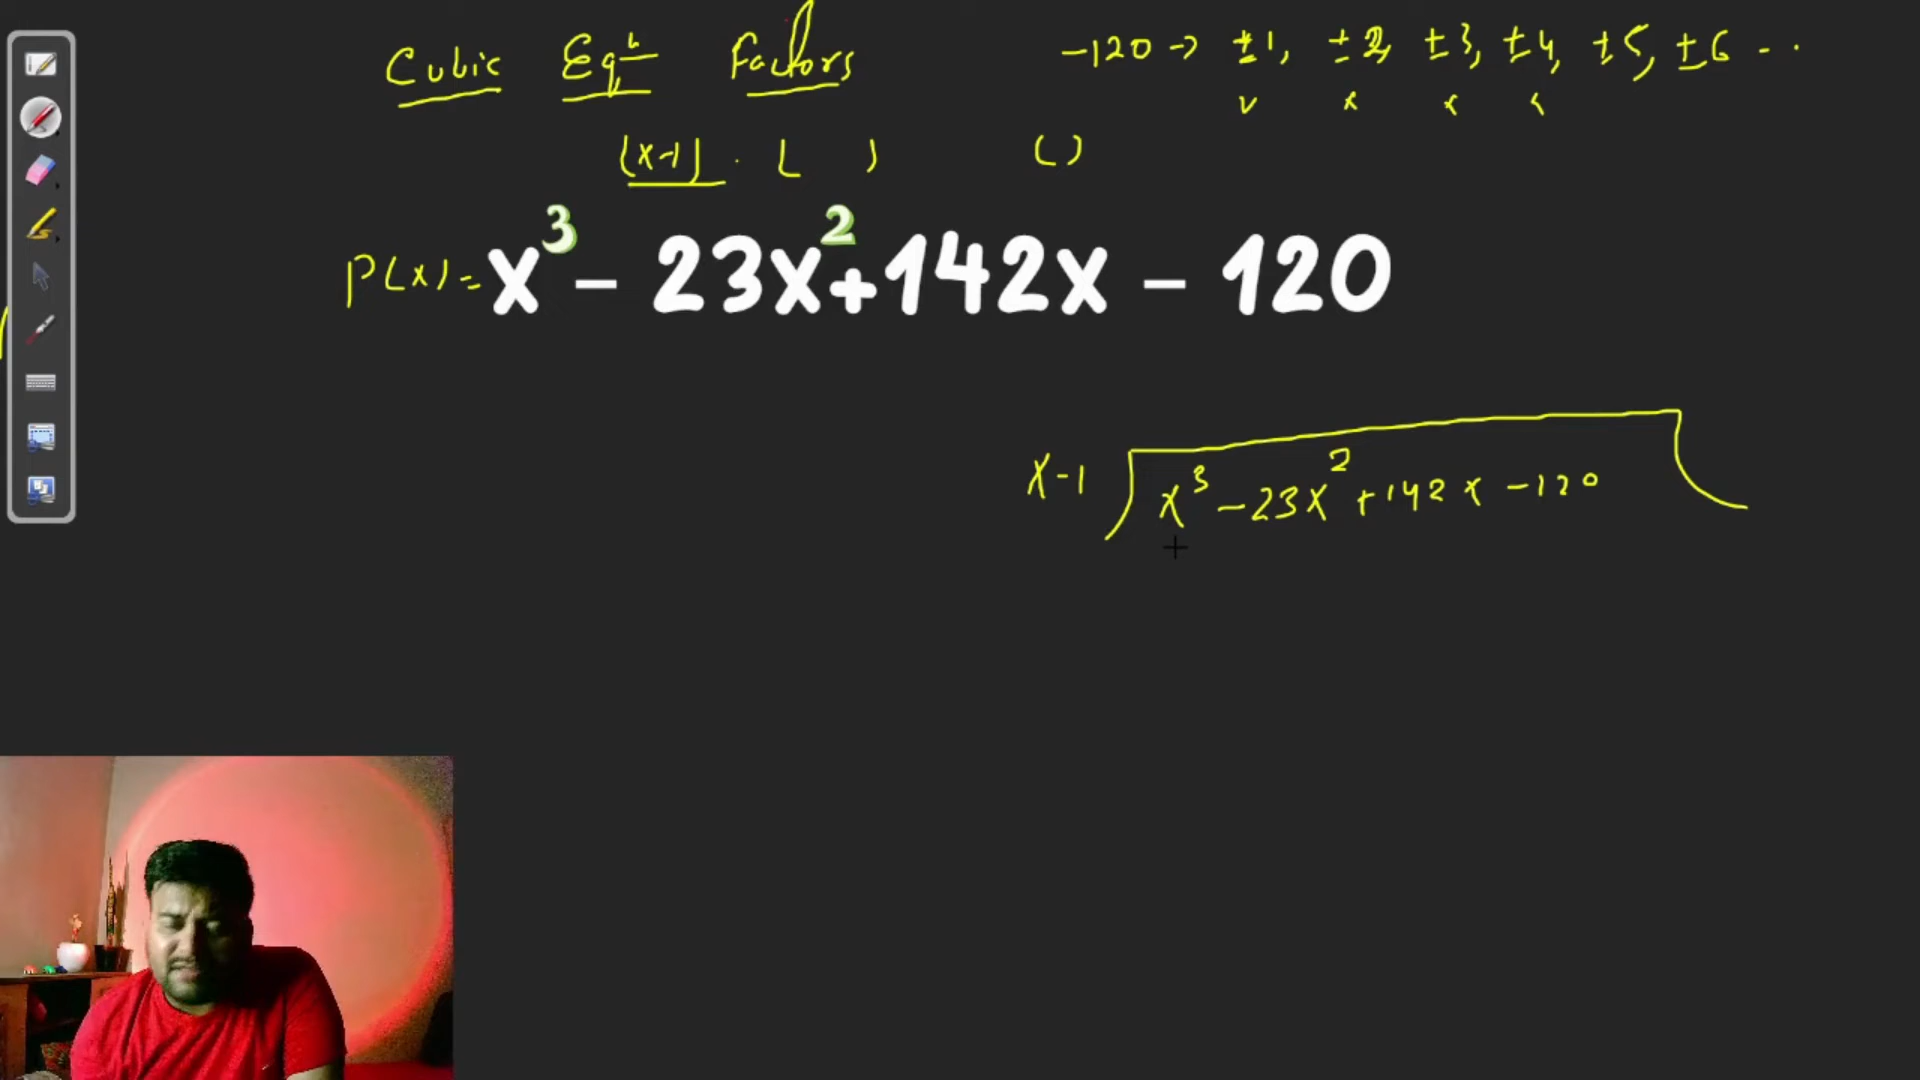 Cubic Eqn Factors
-120 → ±1, ±2, ±3, ±4, ±5, ±6 - ..
v x x
(x-1) . ( ) ( )
P(x) = x³ - 23x² + 142x - 120
x-1 ) x³ - 23x² + 142x - 120 (